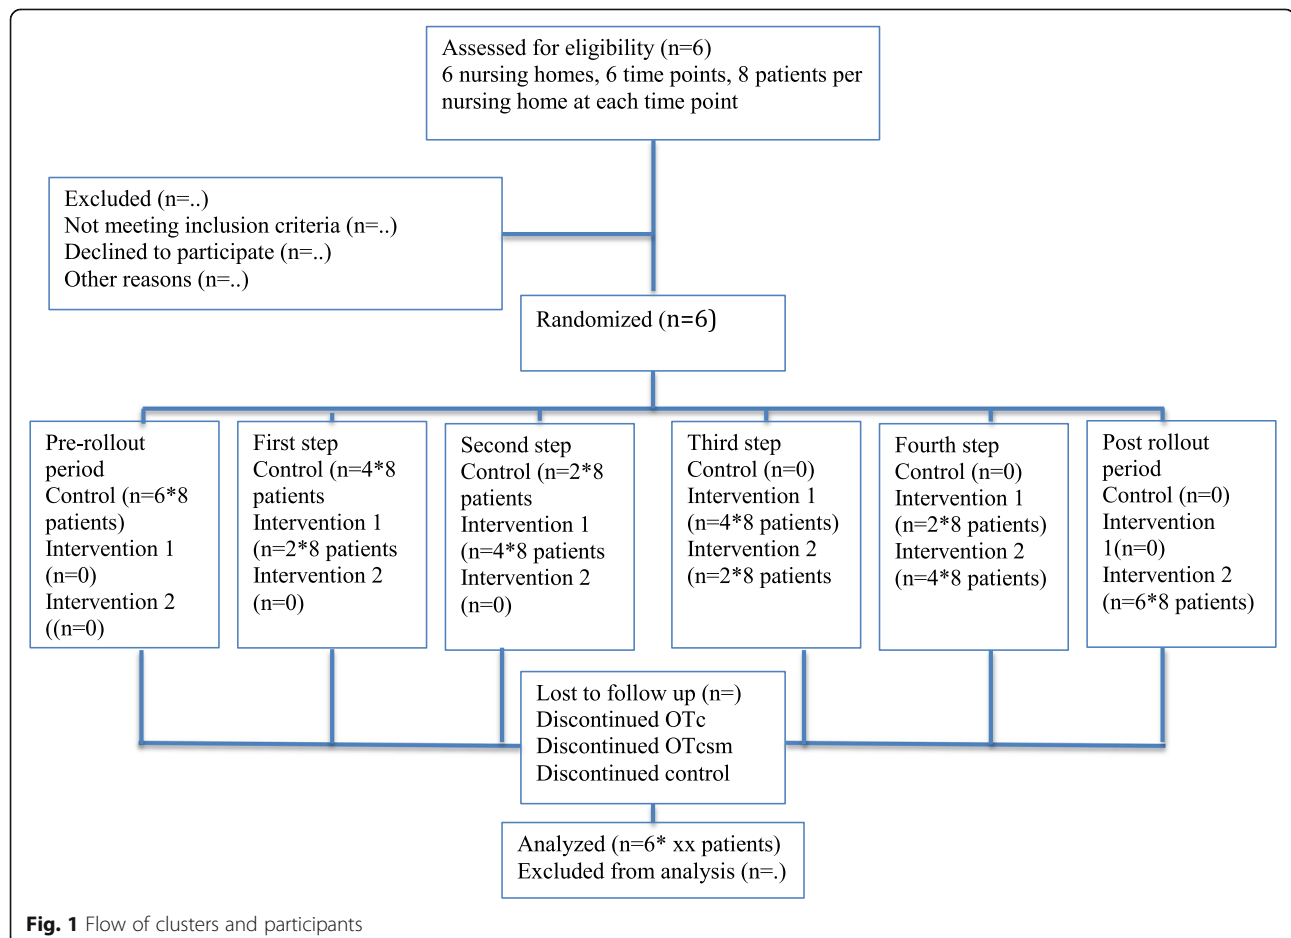 Assessed for eligibility (n=6)
6 nursing homes, 6 time points, 8 patients per
nursing home at each time point
Excluded (n=..)
Not meeting inclusion criteria (n=..)
Declined to participate (n=..)
Other reasons (n=..)
Randomized (n=6)
Pre-rollout
period
Control (n=6*8
patients)
Intervention 1
(n=0)
Intervention 2
((n=0)
First step
Control (n=4*8
patients
Intervention 1
(n=2*8 patients
Intervention 2
(n=0)
Second step
Control (n=2*8
patients
Intervention 1
(n=4*8 patients
Intervention 2
(n=0)
Third step
Control (n=0)
Intervention 1
(n=4*8 patients)
Intervention 2
(n=2*8 patients
Fourth step
Control (n=0)
Intervention 1
(n=2*8 patients)
Intervention 2
(n=4*8 patients)
Post rollout
period
Control (n=0)
Intervention
1(n=0)
Intervention 2
(n=6*8 patients)
Lost to follow up (n=)
Discontinued OTc
Discontinued OTcsm
Discontinued control
Analyzed (n=6* xx patients)
Excluded from analysis (n=.)
Fig. 1 Flow of clusters and participants